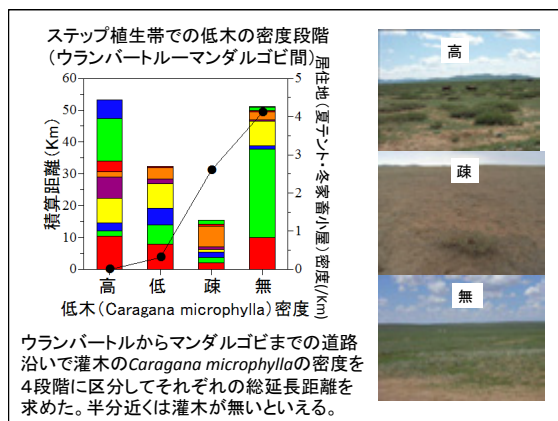 ステップ植生帯での低木の密度段階
（ウランバートルーマンダルゴビ間）
60
50
40
30
20
10
0
積算距離(Km)
5
4
3
2
1
0
居住地(夏テント・冬家畜小屋)密度(/Km)
高 低 疎 無
低木(Caragana microphylla)密度
高
疎
無
ウランバートルからマンダルゴビまでの道路
沿いで灌木のCaragana microphyllaの密度を
４段階に区分してそれぞれの総延長距離を
求めた。半分近くは灌木が無いといえる。